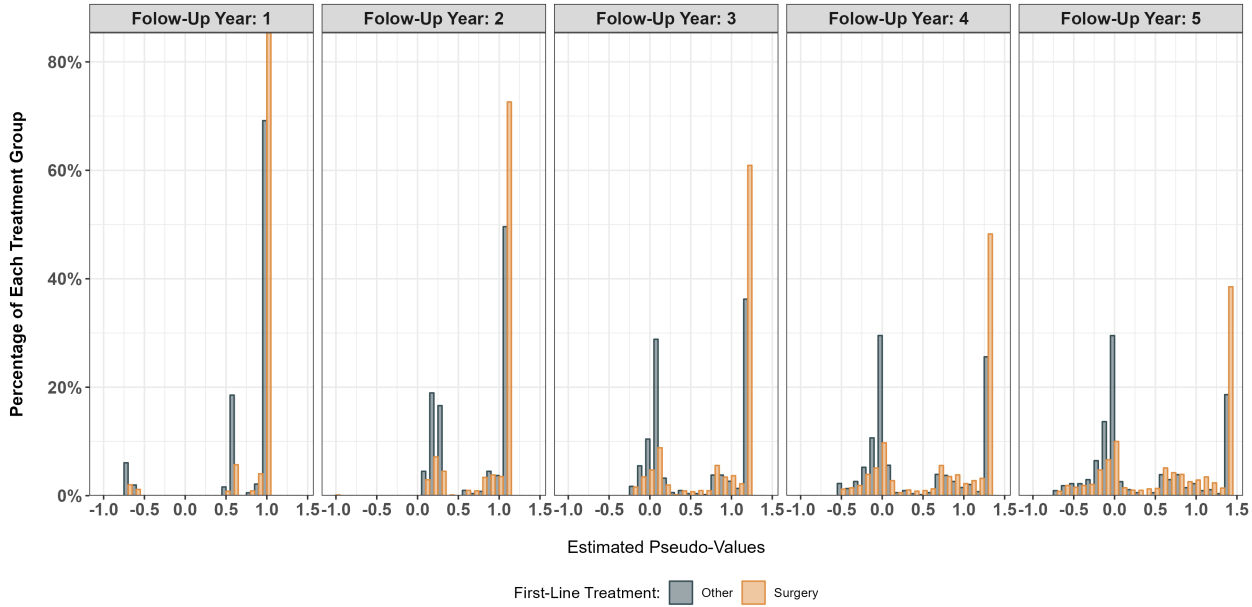 Folow-Up Year: 1 Folow-Up Year: 2 Folow-Up Year: 3 Folow-Up Year: 4 Folow-Up Year: 5
Percentage of Each Treatment Group
80%
60%
40%
20%
0%
-1.0 -0.5 0.0 0.5 1.0 1.5 -1.0 -0.5 0.0 0.5 1.0 1.5 -1.0 -0.5 0.0 0.5 1.0 1.5 -1.0 -0.5 0.0 0.5 1.0 1.5 -1.0 -0.5 0.0 0.5 1.0 1.5
Estimated Pseudo-Values
First-Line Treatment: Other Surgery